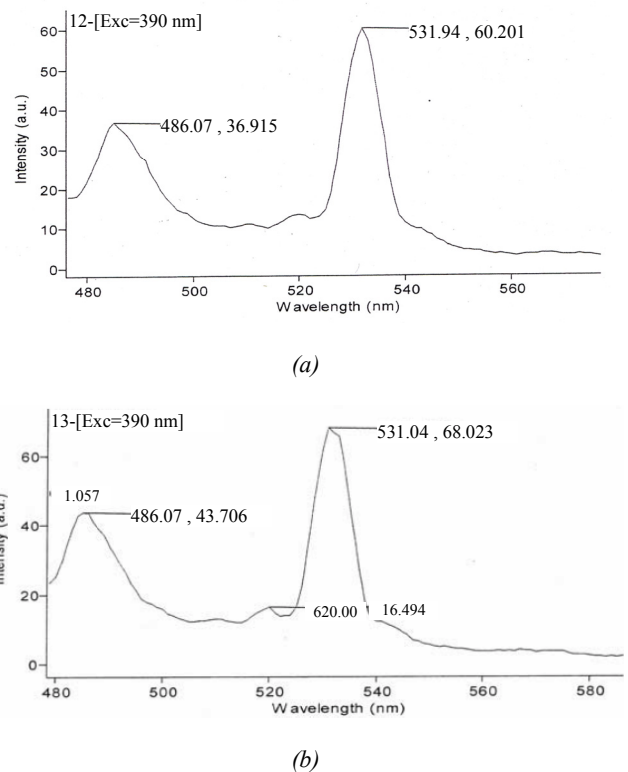 12-[Exc=390 nm]
531.94 , 60.201
486.07 , 36.915
Intensity (a.u.)
60
50
40
30
20
10
0
480 500 520 540 560
Wavelength (nm)
(a)
13-[Exc=390 nm]
531.04 , 68.023
1.057
486.07 , 43.706
620.00 16.494
Intensity (a.u.)
60
40
20
0
480 500 520 540 560 580
Wavelength (nm)
(b)